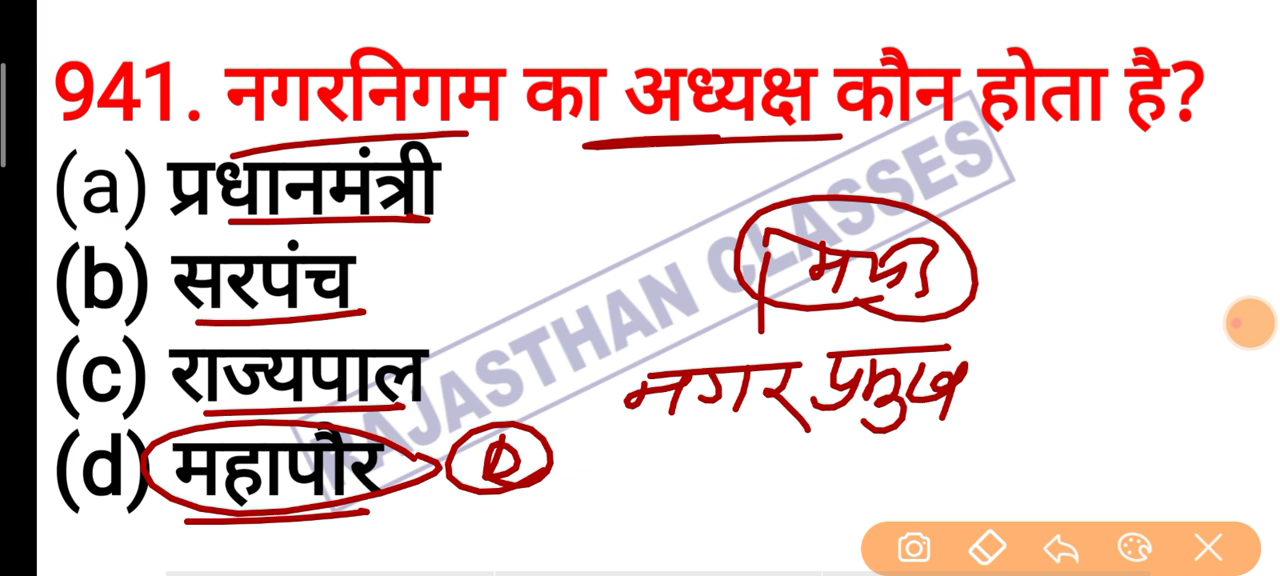 941. नगरनिगम का अध्यक्ष कौन होता है?
(a) प्रधानमंत्री
(b) सरपंच
(c) राज्यपाल
(d) महापौर
D
नगर प्रमुख
RAJASTHAN CLASSES